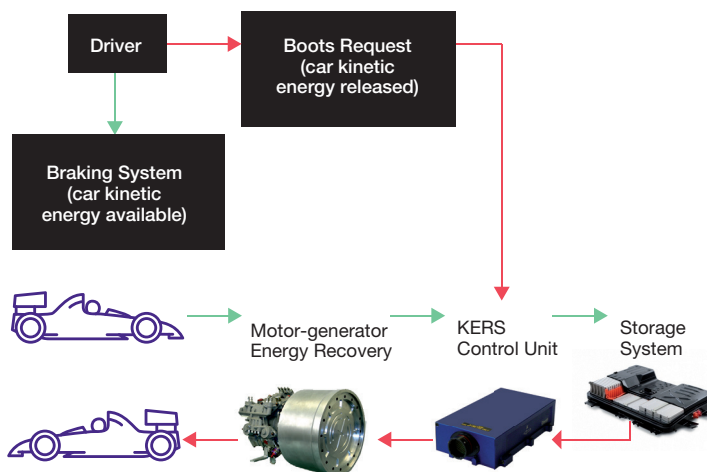 Driver
Boots Request
(car kinetic
energy released)
Braking System
(car kinetic
energy available)
Motor-generator
Energy Recovery
KERS
Control Unit
Storage
System